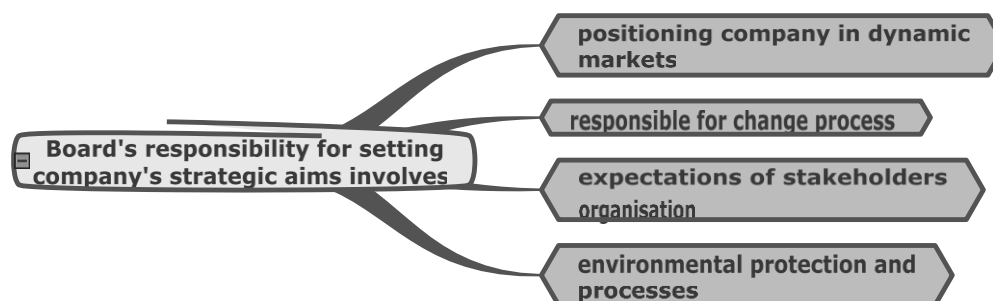 positioning company in dynamic
markets
responsible for change process
Board's responsibility for setting
company's strategic aims involves
expectations of stakeholders
organisation
environmental protection and
processes